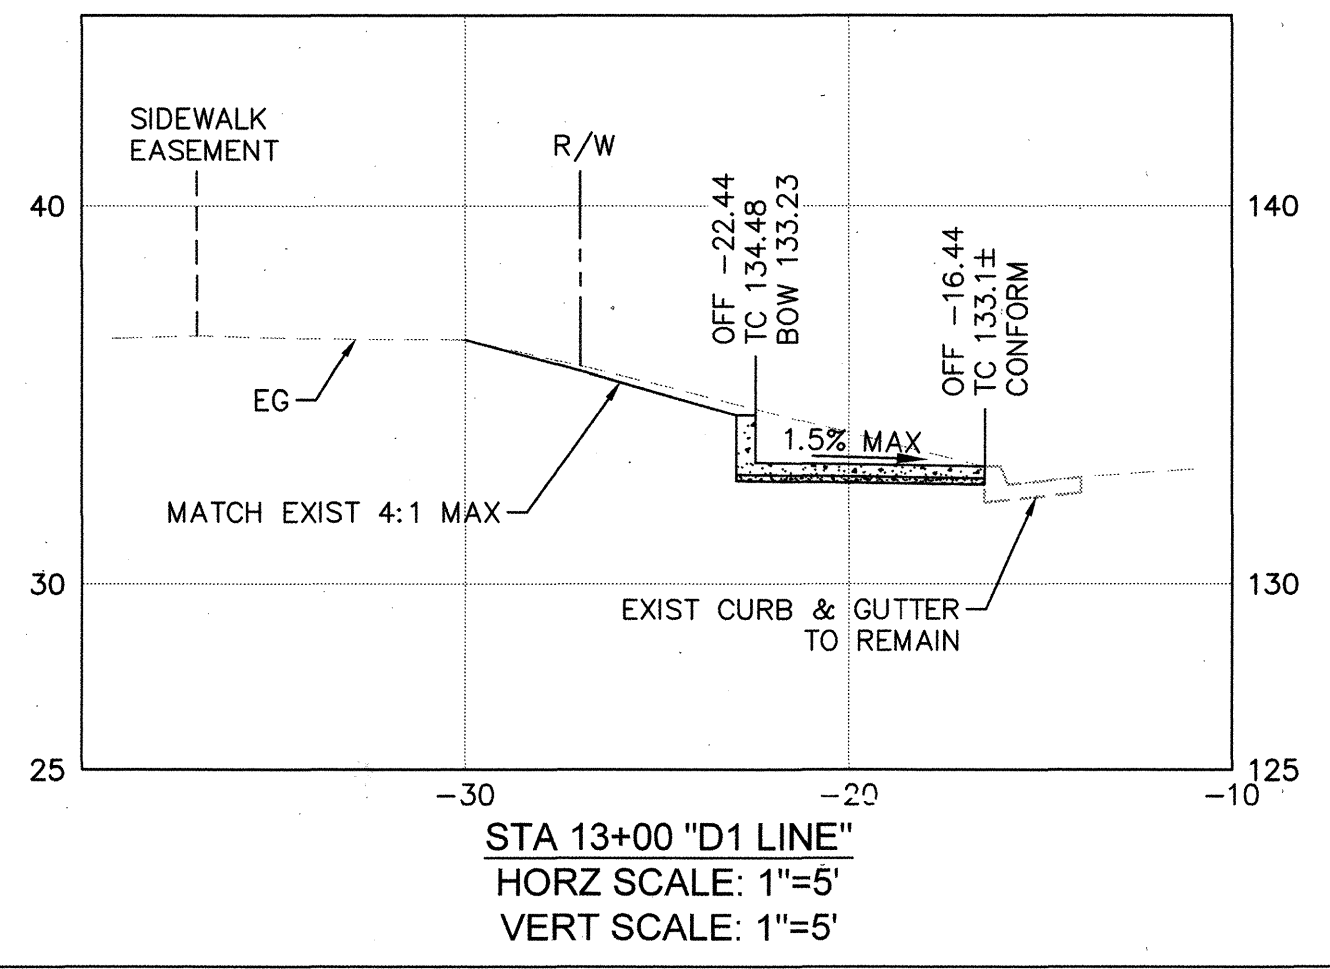 SIDEWALK
EASEMENT
R/W
OFF -22.44
TC 134.48
BOW 133.23
OFF -16.44
TC 133.1±
CONFORM
40
140
EG
1.5% MAX
MATCH EXIST 4:1 MAX
30
130
EXIST CURB & GUTTER
TO REMAIN
25
125
-30
-20
-10
STA 13+00 "D1 LINE"
HORZ SCALE: 1"=5'
VERT SCALE: 1"=5'